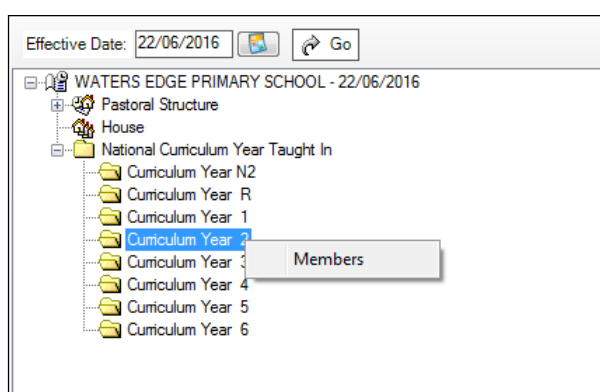 Effective Date: 22/06/2016 Go
WATERS EDGE PRIMARY SCHOOL - 22/06/2016
Pastoral Structure
House
National Curriculum Year Taught In
Curriculum Year N2
Curriculum Year R
Curriculum Year 1
Curriculum Year 2
Curriculum Year 3 Members
Curriculum Year 4
Curriculum Year 5
Curriculum Year 6